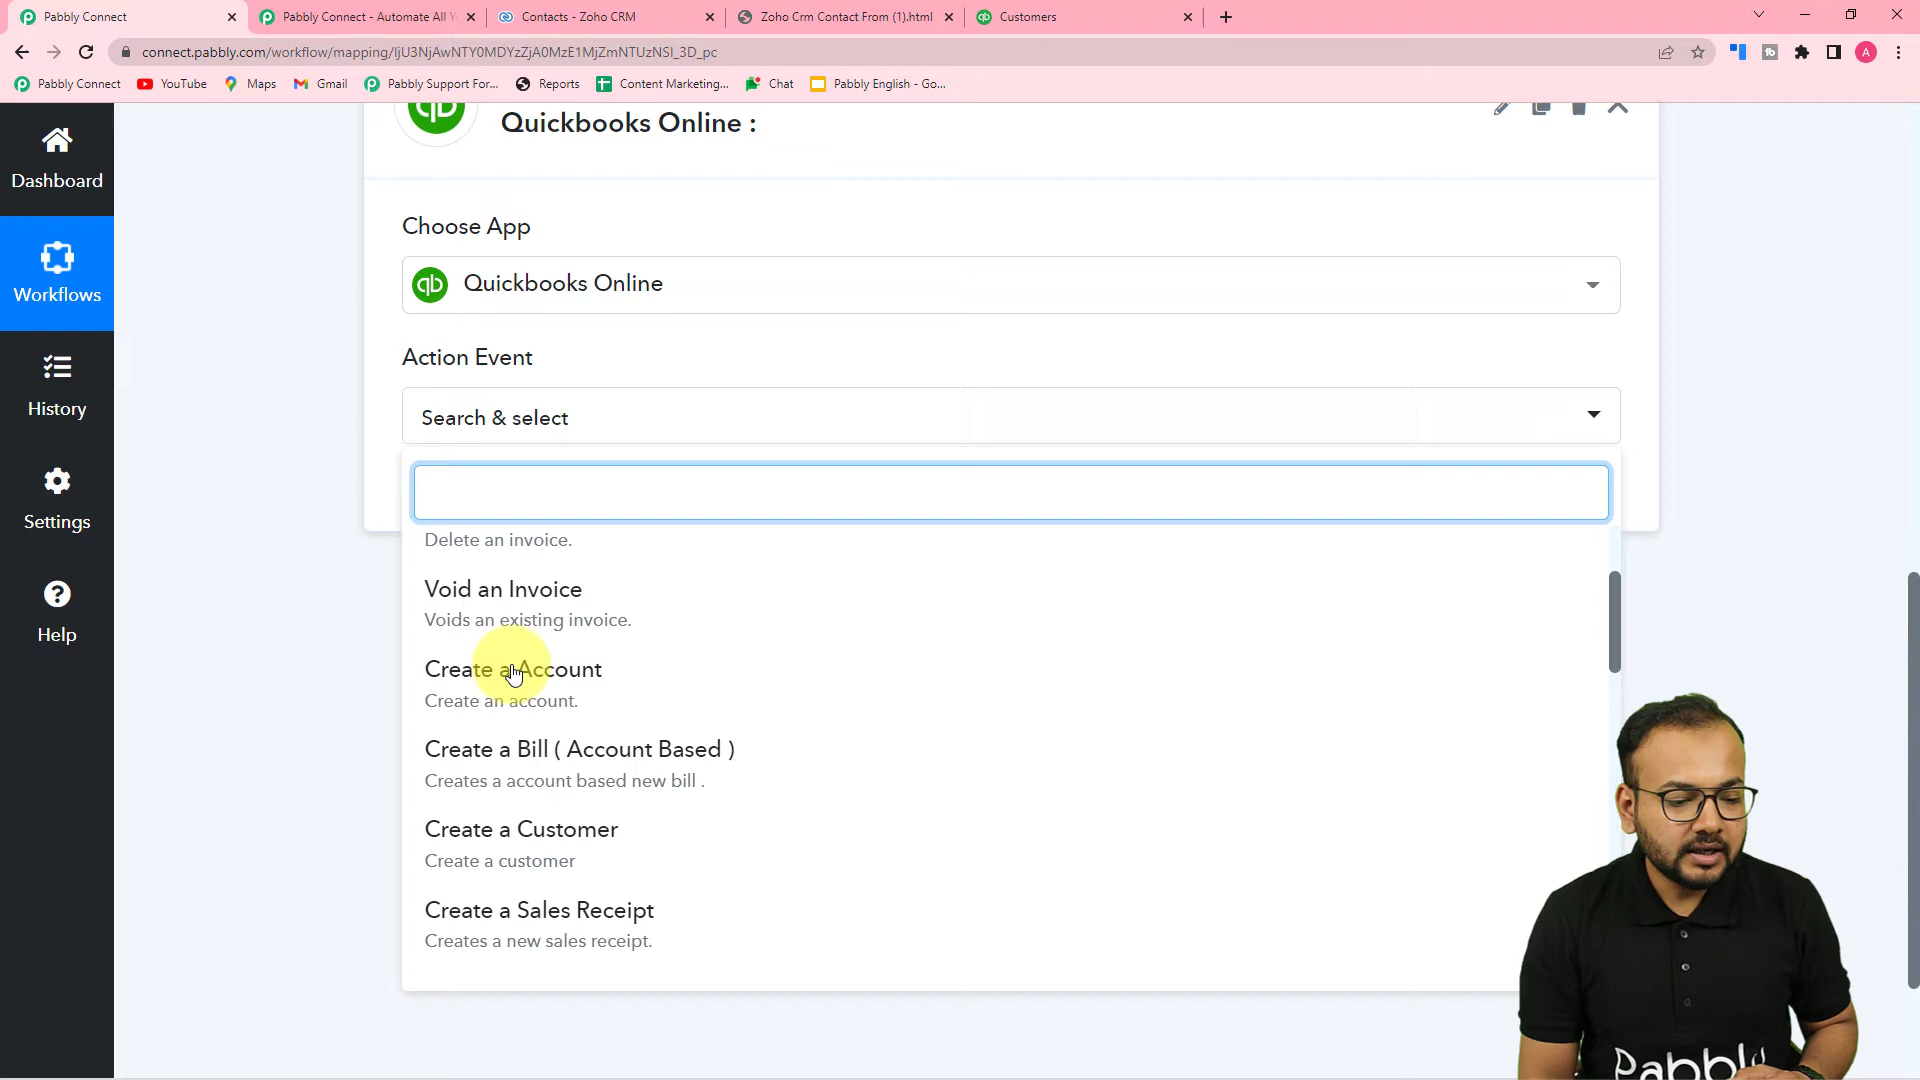 Pabbly Connect
Pabbly Connect - Automate All Y
Contacts - Zoho CRM
Zoho Crm Contact From (1).html
Customers
connect.pabbly.com/workflow/mapping/IjU3NjAwNTY0MDYzZjA0MzE1MjZmNTUzNSI_3D_pc
A
Pabbly Connect
YouTube
Maps
Gmail
Pabbly Support For...
Reports
Content Marketing...
Chat
Pabbly English - Go...
Dashboard
Workflows
History
Settings
Help
Quickbooks Online :
Choose App
qb Quickbooks Online
Action Event
Search & select
Delete an invoice.
Void an Invoice
Voids an existing invoice.
Create a Account
Create an account.
Create a Bill ( Account Based )
Creates a account based new bill .
Create a Customer
Create a customer
Create a Sales Receipt
Creates a new sales receipt.
Pabbly